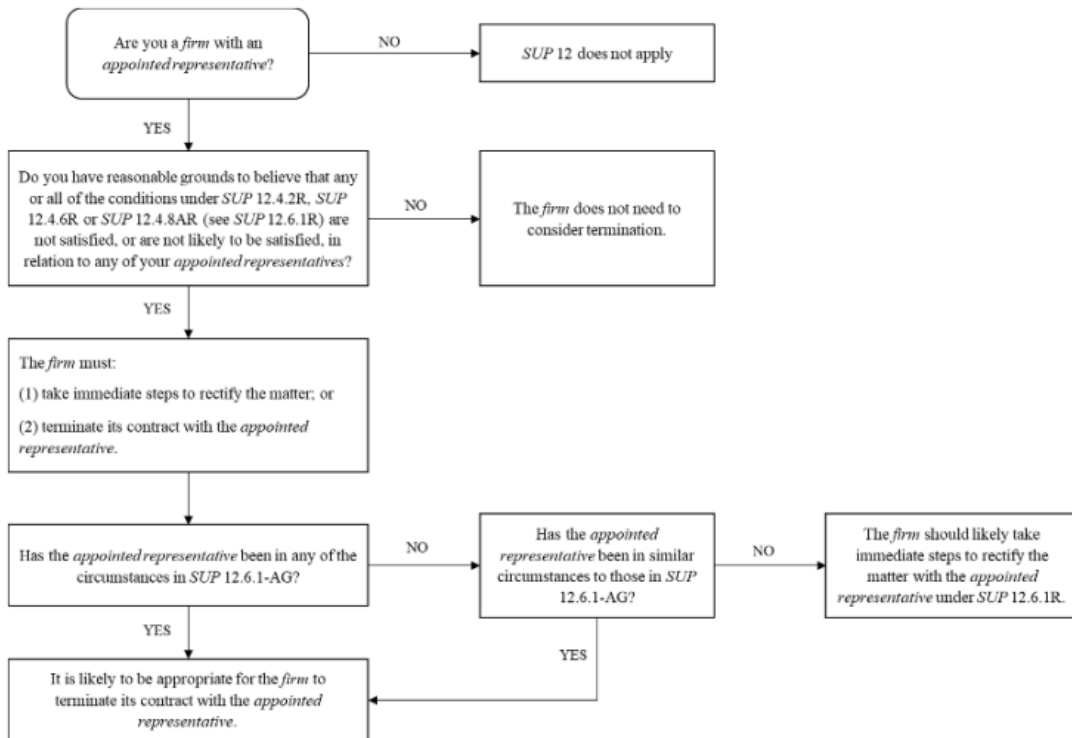 Are you a firm with an
appointed representative?
NO
SUP 12 does not apply
YES
Do you have reasonable grounds to believe that any
or all of the conditions under SUP 12.4.2R, SUP
12.4.6R or SUP 12.4.8AR (see SUP 12.6.1R) are
not satisfied, or are not likely to be satisfied, in
relation to any of your appointed representatives?
NO
The firm does not need to
consider termination.
YES
The firm must:
(1) take immediate steps to rectify the matter; or
(2) terminate its contract with the appointed
representative.
Has the appointed representative been in any of the
circumstances in SUP 12.6.1-AG?
NO
Has the appointed
representative been in similar
circumstances to those in SUP
12.6.1-AG?
NO
The firm should likely take
immediate steps to rectify the
matter with the appointed
representative under SUP 12.6.1R.
YES
YES
It is likely to be appropriate for the firm to
terminate its contract with the appointed
representative.